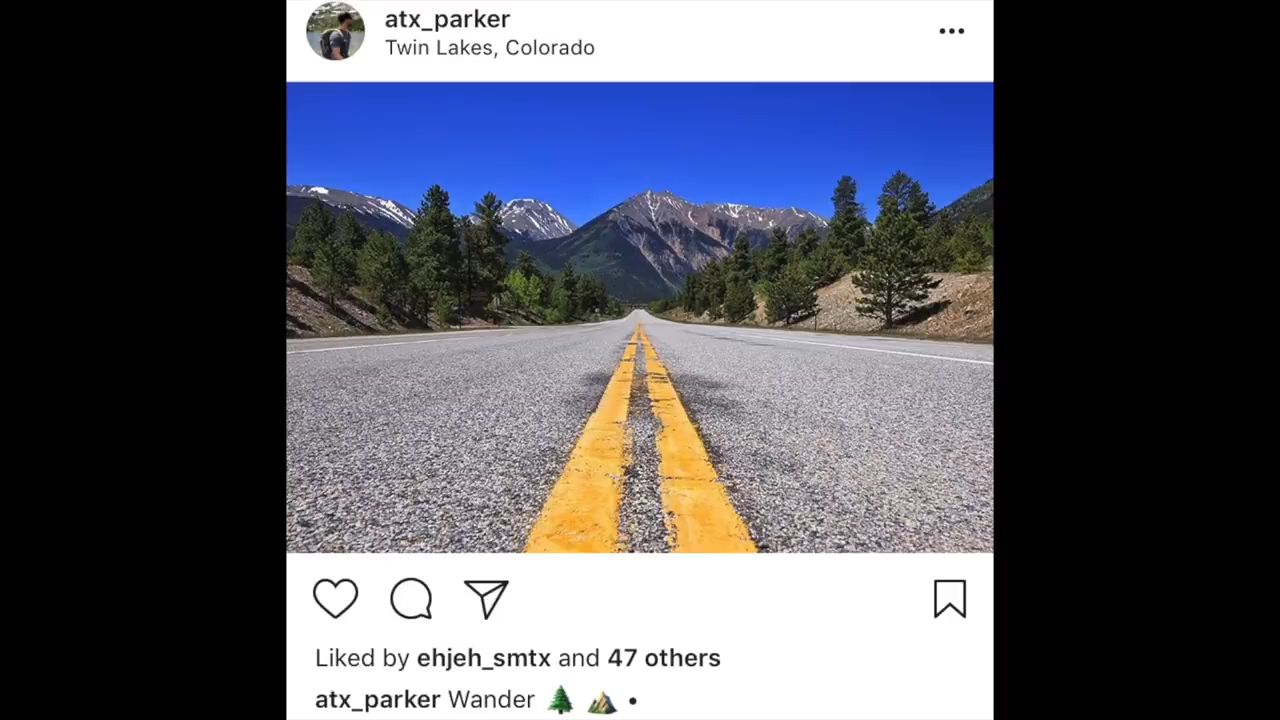 atx_parker
Twin Lakes, Colorado
Liked by ehjeh_smtx and 47 others
atx_parker Wander 🌲 ⛰️ •